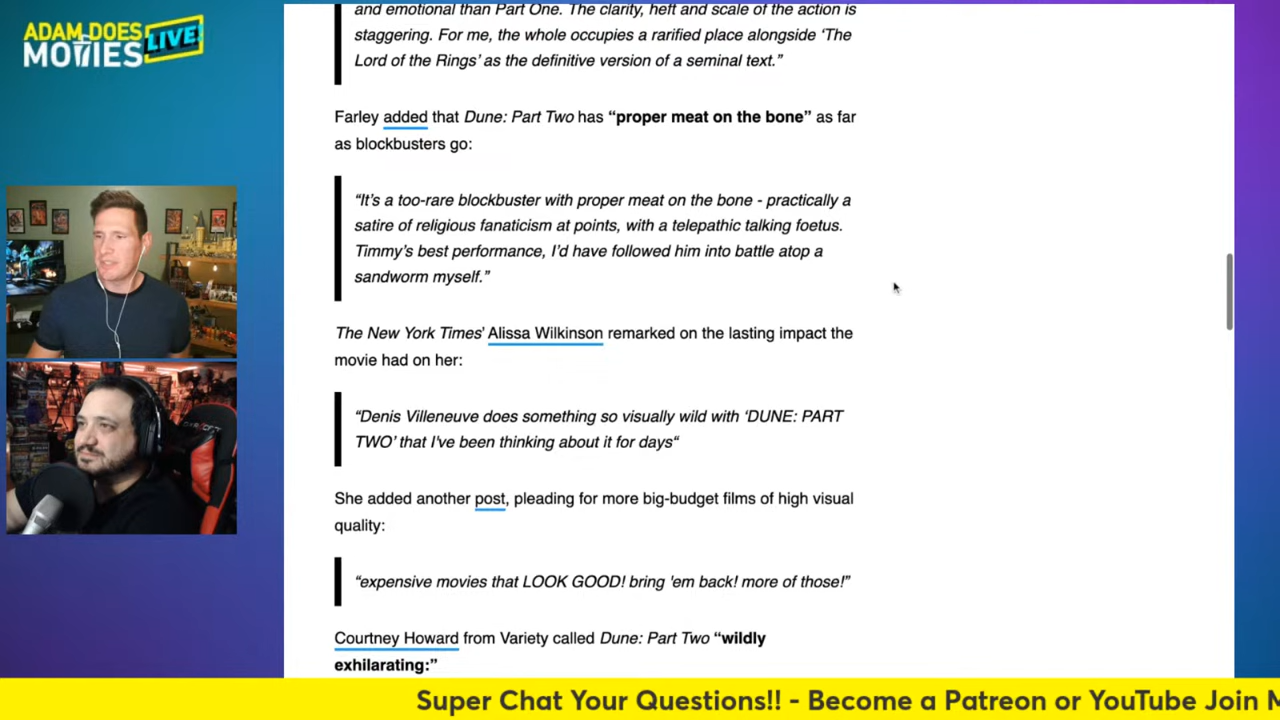 ADAM DOES
MOVIES
LIVE!
and emotional than Part One. The clarity, heft and scale of the action is
staggering. For me, the whole occupies a rarified place alongside ‘The
Lord of the Rings’ as the definitive version of a seminal text.”
Farley added that Dune: Part Two has “proper meat on the bone” as far
as blockbusters go:
“It’s a too-rare blockbuster with proper meat on the bone - practically a
satire of religious fanaticism at points, with a telepathic talking foetus.
Timmy’s best performance, I’d have followed him into battle atop a
sandworm myself.”
The New York Times’ Alissa Wilkinson remarked on the lasting impact the
movie had on her:
“Denis Villeneuve does something so visually wild with ‘DUNE: PART
TWO’ that I've been thinking about it for days“
She added another post, pleading for more big-budget films of high visual
quality:
“expensive movies that LOOK GOOD! bring 'em back! more of those!”
Courtney Howard from Variety called Dune: Part Two “wildly
exhilarating:”
Super Chat Your Questions!! - Become a Patreon or YouTube Join